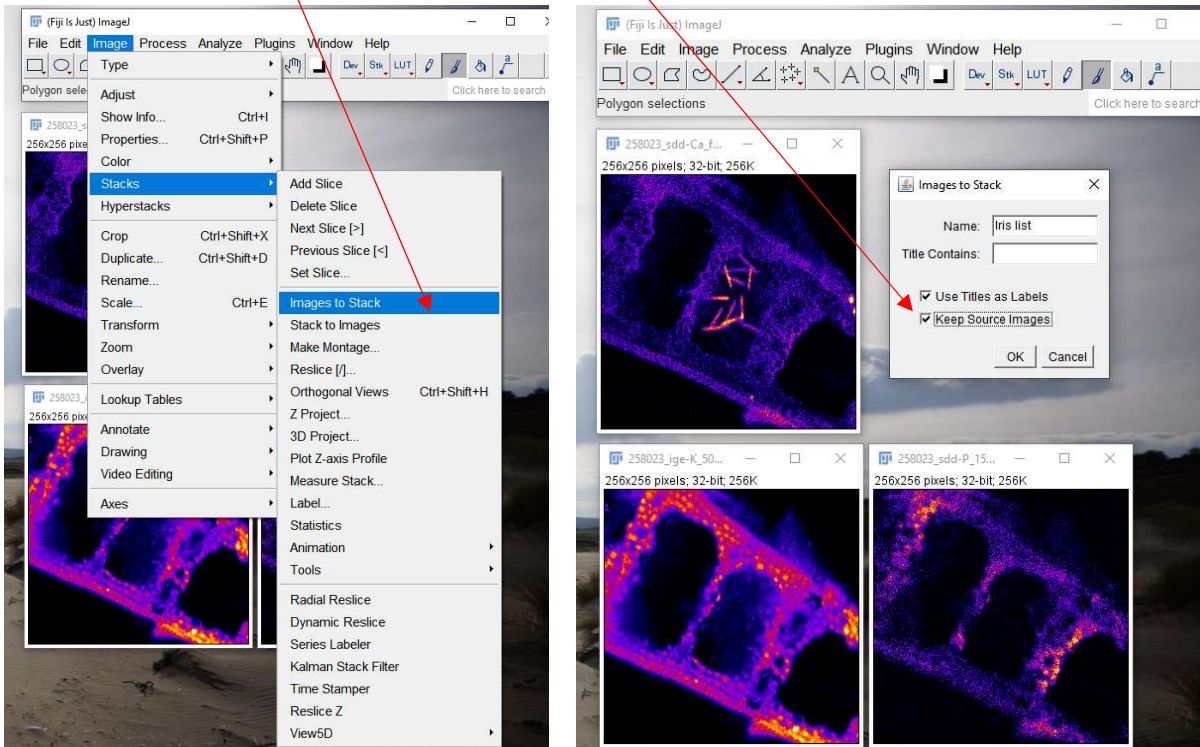 (Fiji Is Just) ImageJ
File Edit Image Process Analyze Plugins Window Help
Dev Stk LUT
Polygon sele
Click here to search
258023_s
256x256 pixe
258023_i
256x256 pixe
Type
Adjust
Show Info... Ctrl+I
Properties... Ctrl+Shift+P
Color
Stacks
Hyperstacks
Crop Ctrl+Shift+X
Duplicate... Ctrl+Shift+D
Rename...
Scale... Ctrl+E
Transform
Zoom
Overlay
Lookup Tables
Annotate
Drawing
Video Editing
Axes
Add Slice
Delete Slice
Next Slice [>]
Previous Slice [<]
Set Slice...
Images to Stack
Stack to Images
Make Montage...
Reslice [/]...
Orthogonal Views Ctrl+Shift+H
Z Project...
3D Project...
Plot Z-axis Profile
Measure Stack...
Label...
Statistics
Animation
Tools
Radial Reslice
Dynamic Reslice
Series Labeler
Kalman Stack Filter
Time Stamper
Reslice Z
View5D
(Fiji Is Just) ImageJ
File Edit Image Process Analyze Plugins Window Help
Dev Stk LUT
Polygon selections
Click here to search
258023_sdd-Ca_f...
256x256 pixels; 32-bit; 256K
Images to Stack
Name: Iris list
Title Contains:
Use Titles as Labels
Keep Source Images
OK Cancel
258023_ige-K_50...
256x256 pixels; 32-bit; 256K
258023_sdd-P_15...
256x256 pixels; 32-bit; 256K